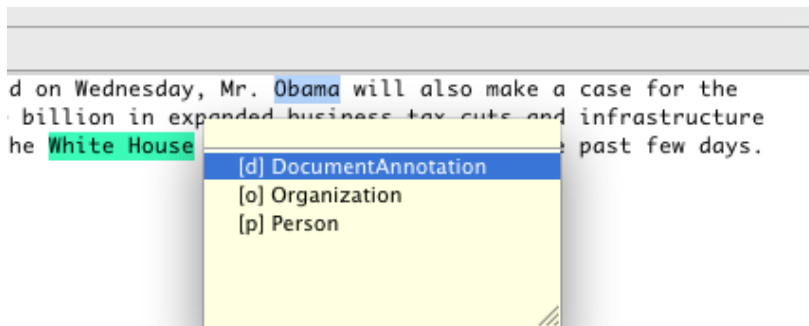 d on Wednesday, Mr. Obama will also make a case for the
billion in expanded business tax cuts and infrastructure
he White House past few days.
[d] DocumentAnnotation
[o] Organization
[p] Person